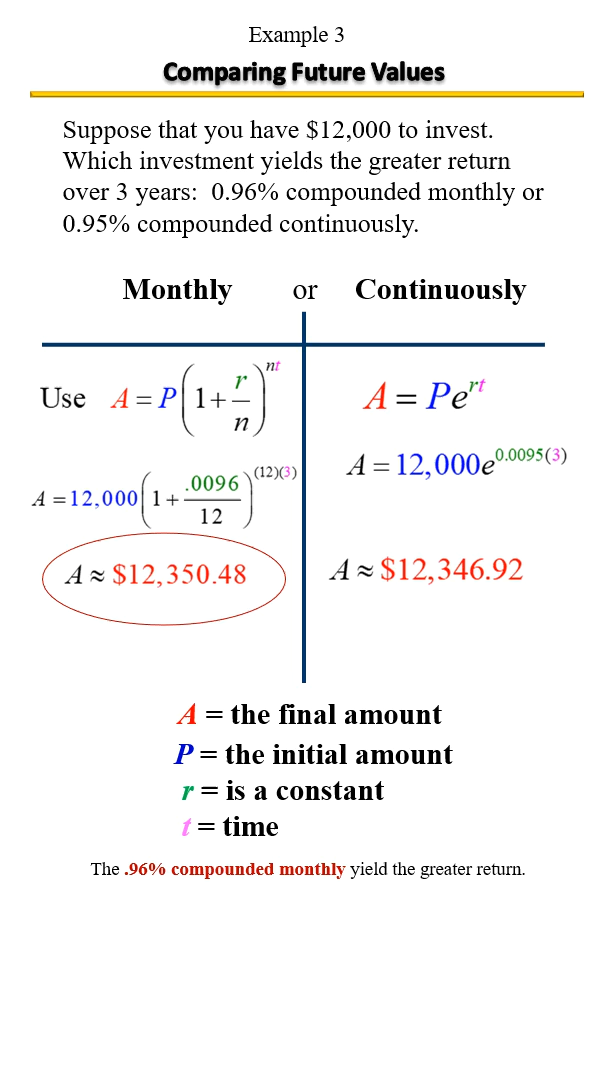 Example 3
Comparing Future Values
Suppose that you have $12,000 to invest.
Which investment yields the greater return
over 3 years:  0.96% compounded monthly or
0.95% compounded continuously.
Monthly or Continuously
Use A = P(1 + r/n)^(nt)
A = Pe^(rt)
A = 12,000(1 + .0096/12)^((12)(3))
A = 12,000e^(0.0095(3))
A ≈ $12,350.48
A ≈ $12,346.92
A = the final amount
P = the initial amount
r = is a constant
t = time
The .96% compounded monthly yield the greater return.